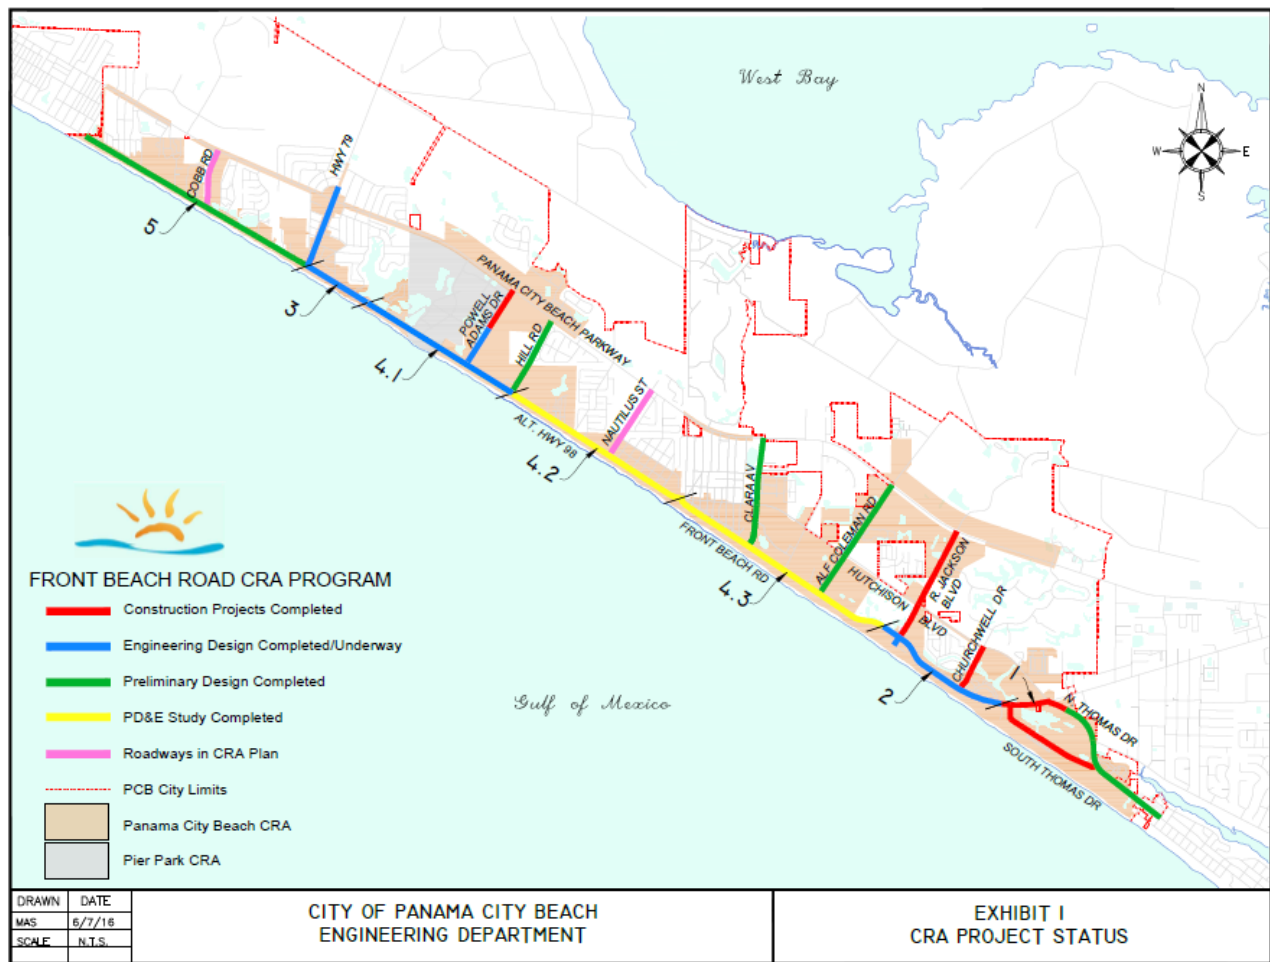 West Bay
N
W
E
S
HWY 79
COBB RD
5
3
PANAMA CITY BEACH PARKWAY
POWELL
ADAMS DR
HILL RD
4.1
NAUTILUS ST
ALT. HWY 98
4.2
CLARA AV
ALF COLEMAN RD
FRONT BEACH RD
4.3
HUTCHISON
BLVD
R. JACKSON
BLVD
CHURCHWELL DR
2
1
N. THOMAS DR
SOUTH THOMAS DR
Gulf of Mexico
FRONT BEACH ROAD CRA PROGRAM
Construction Projects Completed
Engineering Design Completed/Underway
Preliminary Design Completed
PD&E Study Completed
Roadways in CRA Plan
PCB City Limits
Panama City Beach CRA
Pier Park CRA
DRAWN DATE
MAS 6/7/16
SCALE N.T.S.
CITY OF PANAMA CITY BEACH
ENGINEERING DEPARTMENT
EXHIBIT I
CRA PROJECT STATUS